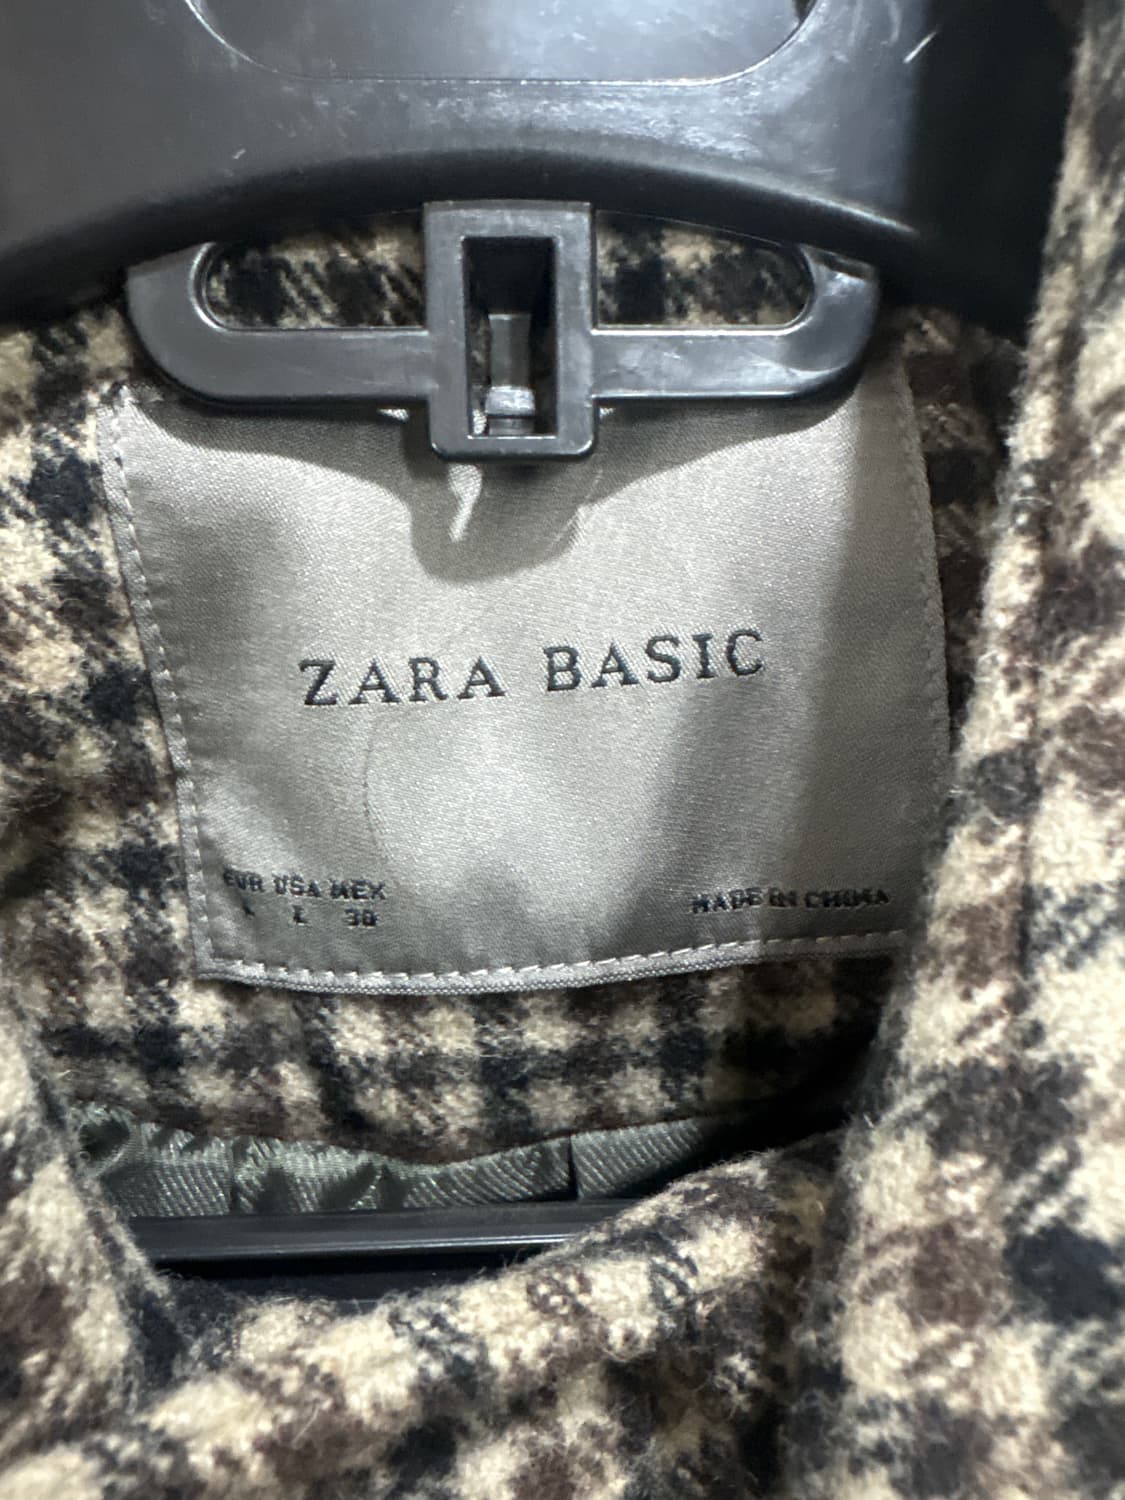 ZARA BASIC
EUR USA MEX
L L 30
MADE IN CHINA